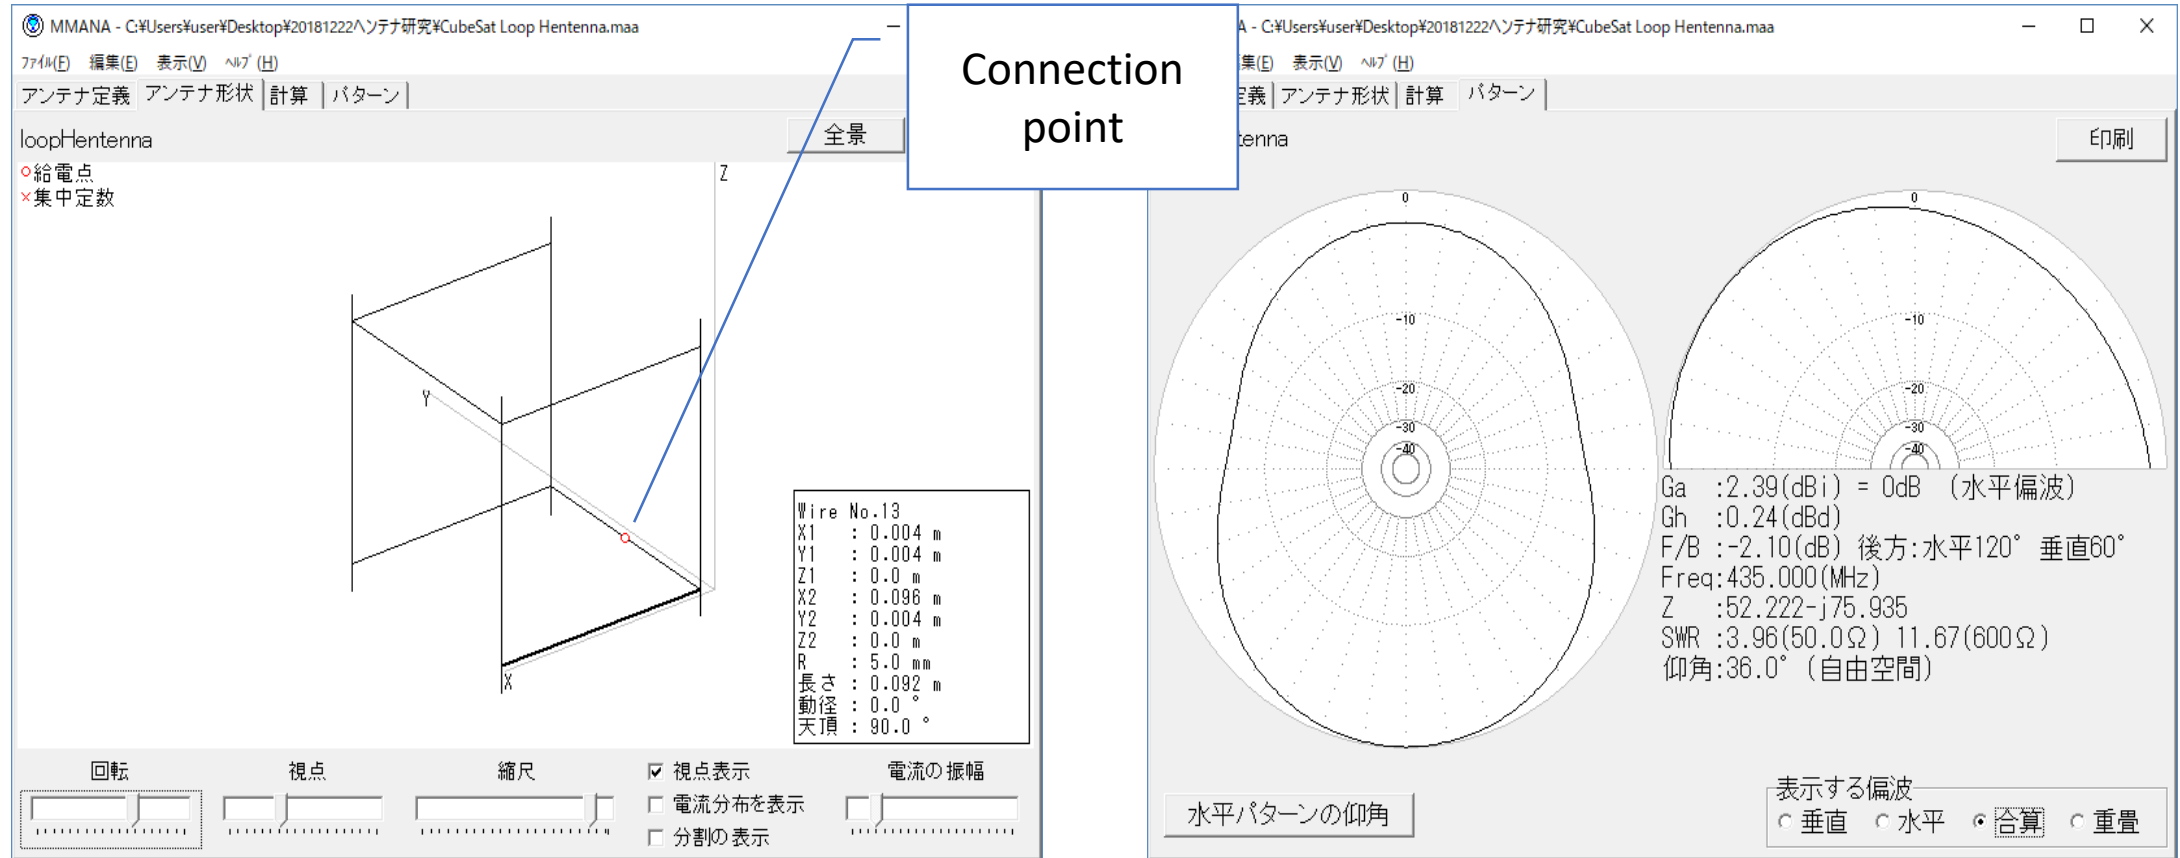 MMANA - C:¥Users¥user¥Desktop¥20181222ヘンテナ研究¥CubeSat Loop Hentenna.maa
ファイル(F) 編集(E) 表示(V) ヘルプ(H)
アンテナ定義 アンテナ形状 計算 パターン
loopHentenna
全景
○給電点
×集中定数
Z
Y
X
Wire No.13
X1 : 0.004 m
Y1 : 0.004 m
Z1 : 0.0 m
X2 : 0.096 m
Y2 : 0.004 m
Z2 : 0.0 m
R : 5.0 mm
長さ : 0.092 m
動径 : 0.0 °
天頂 : 90.0 °
回転 視点 縮尺
視点表示
電流分布を表示
分割の表示
電流の振幅
Connection
point
A - C:¥Users¥user¥Desktop¥20181222ヘンテナ研究¥CubeSat Loop Hentenna.maa
集(E) 表示(V) ヘルプ(H)
定義 アンテナ形状 計算 パターン
tenna
印刷
0
-10
-20
-30
-40
0
-10
-20
-30
-40
Ga :2.39(dBi) = 0dB (水平偏波)
Gh :0.24(dBd)
F/B :-2.10(dB) 後方:水平120° 垂直60°
Freq:435.000(MHz)
Z :52.222-j75.935
SWR :3.96(50.0Ω) 11.67(600Ω)
仰角:36.0° (自由空間)
水平パターンの仰角
表示する偏波
垂直 水平 合算 重畳